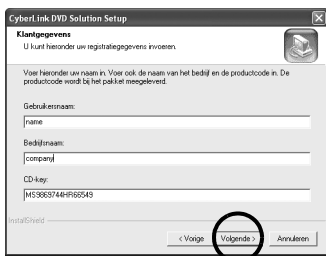 CyberLink DVD Solution Setup
Klantgegevens
U kunt hieronder uw registratiegegevens invoeren.
Voer hieronder uw naam in. Voer ook de naam van het bedrijf en de productcode in. De
productcode wordt bij het pakket meegeleverd.
Gebruikersnaam:
name
Bedrijfsnaam:
company
CD-key:
MS9869744HR66549
InstallShield
< Vorige
Volgende >
Annuleren